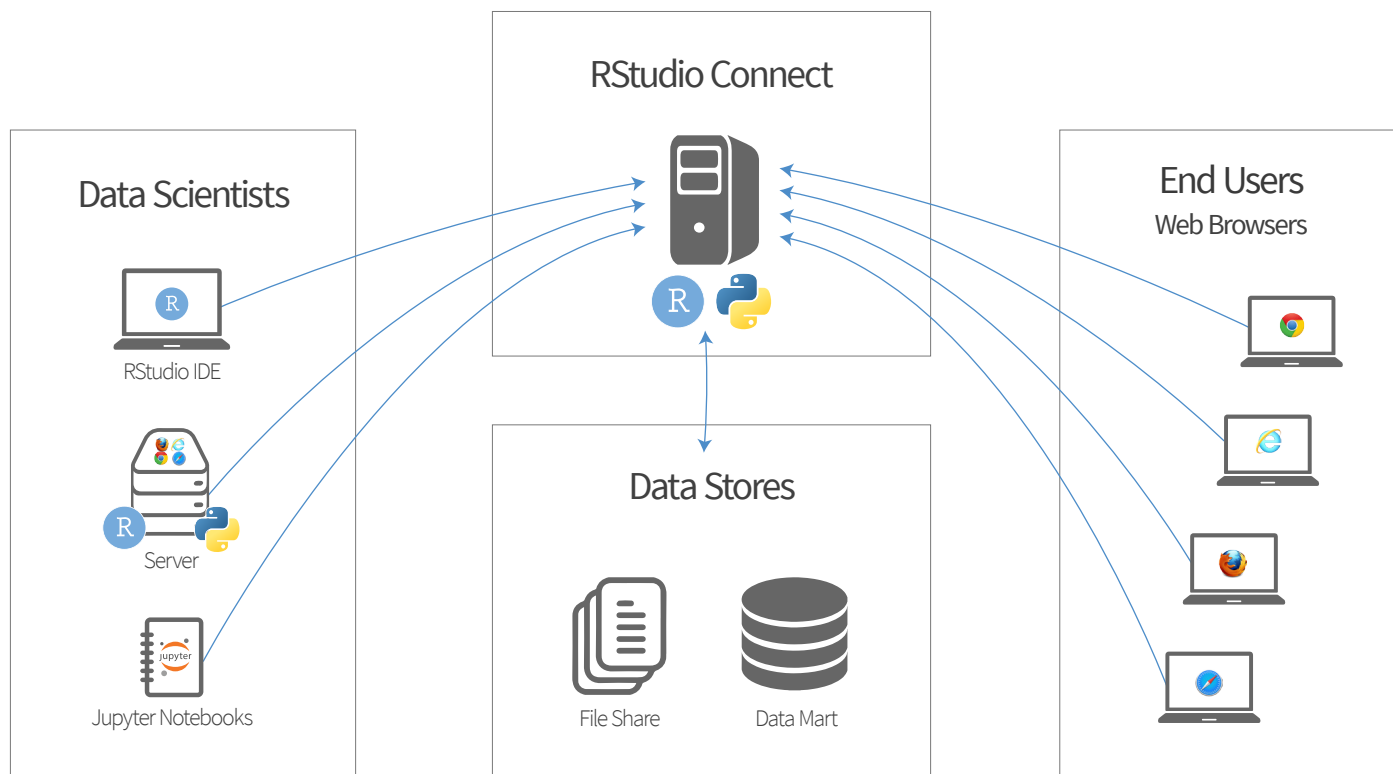 RStudio Connect
Data Scientists
R
RStudio IDE
R
Server
jupyter
Jupyter Notebooks
R
Data Stores
File Share
Data Mart
End Users
Web Browsers